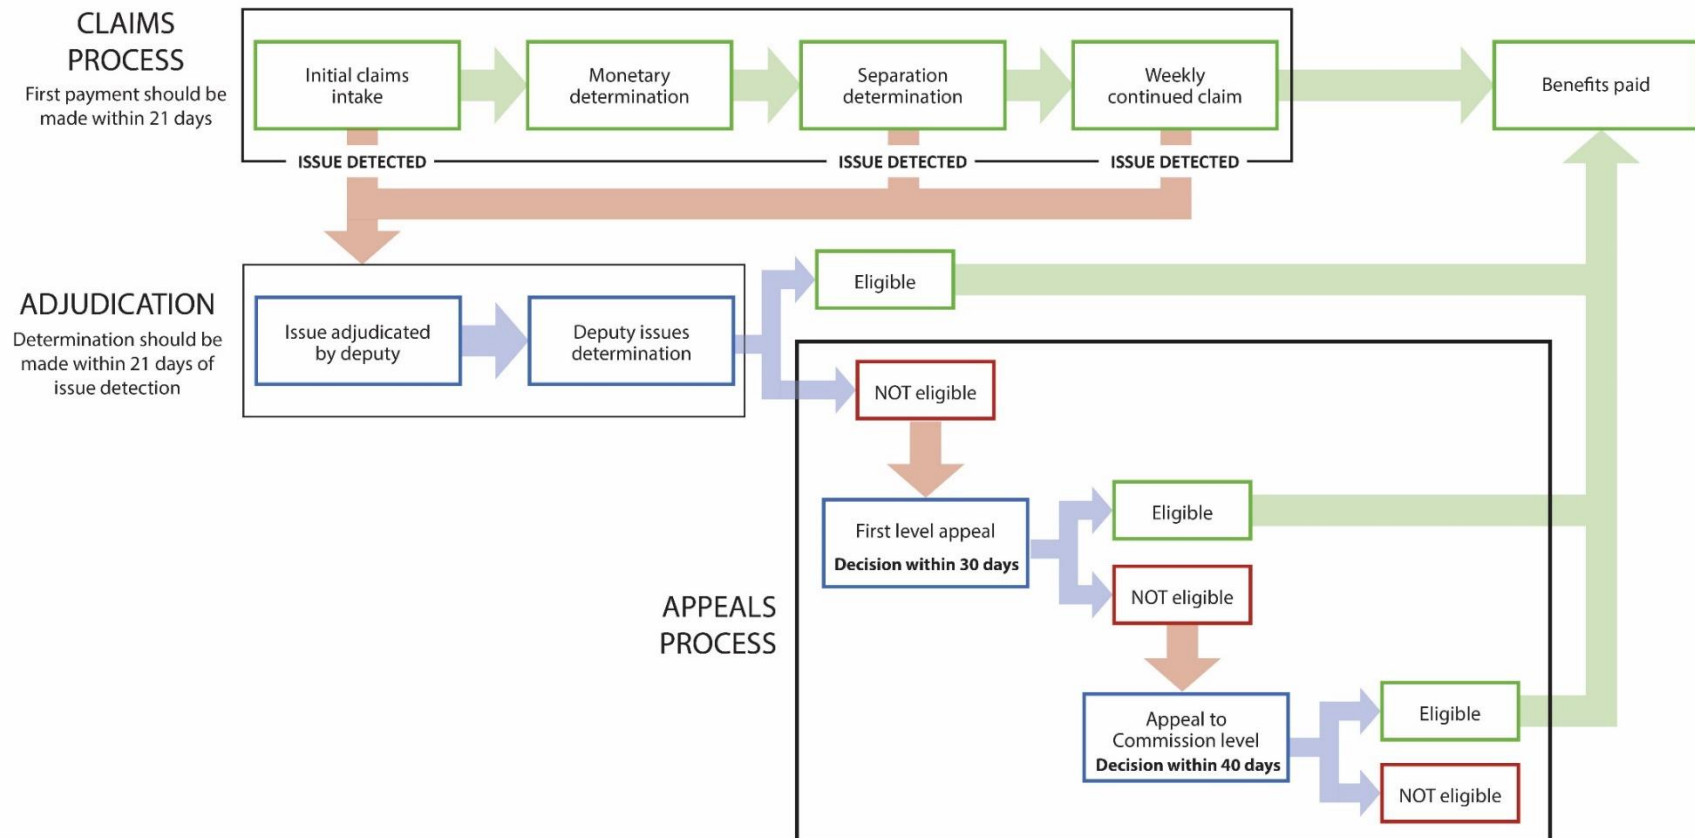 CLAIMS
PROCESS
First payment should be
made within 21 days
Initial claims
intake
Monetary
determination
Separation
determination
Weekly
continued claim
Benefits paid
ISSUE DETECTED
ISSUE DETECTED
ISSUE DETECTED
ADJUDICATION
Determination should be
made within 21 days of
issue detection
Issue adjudicated
by deputy
Deputy issues
determination
Eligible
NOT eligible
APPEALS
PROCESS
First level appeal
Decision within 30 days
Eligible
NOT eligible
Appeal to
Commission level
Decision within 40 days
Eligible
NOT eligible